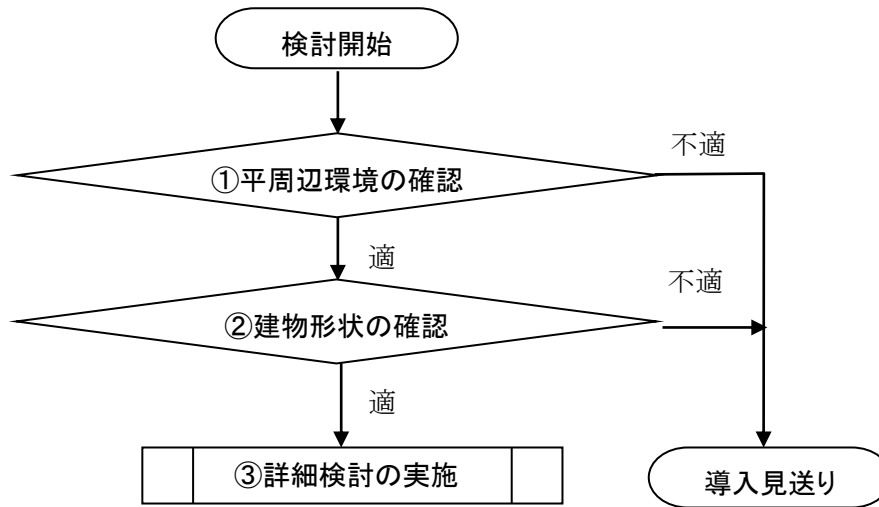 検討開始
不適
①平周辺環境の確認
適
不適
②建物形状の確認
適
③詳細検討の実施
導入見送り